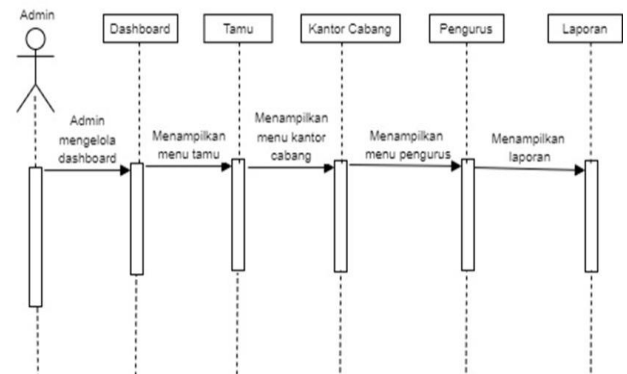 Admin
Dashboard
Tamu
Kantor Cabang
Pengurus
Laporan
Admin
mengelola
dashboard
Menampilkan
menu tamu
Menampilkan
menu kantor
cabang
Menampilkan
menu pengurus
Menampilkan
laporan